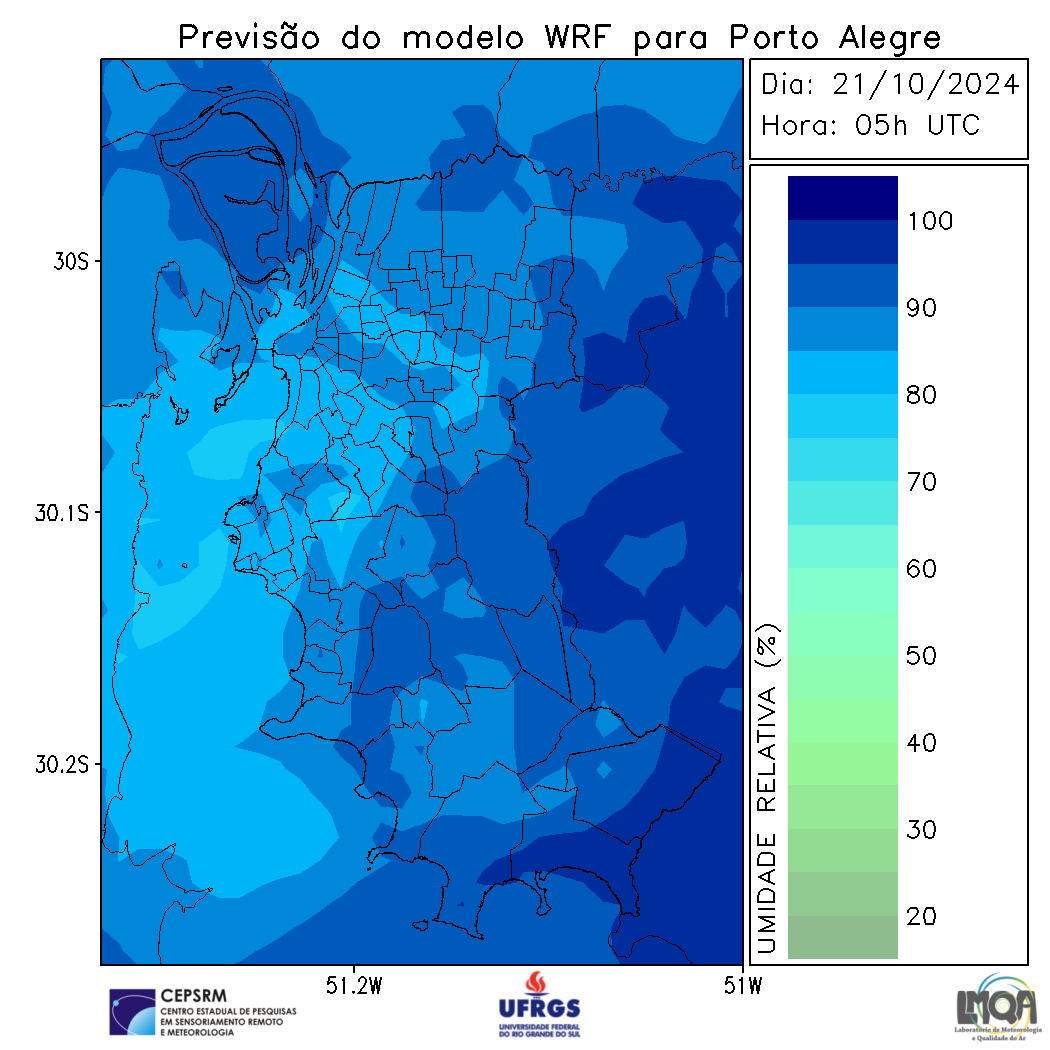 Previsão do modelo WRF para Porto Alegre
Dia: 21/10/2024
Hora: 05h UTC
100
90
80
70
60
50
40
30
20
UMIDADE RELATIVA (%)
30S
30.1S
30.2S
51.2W
51W
CEPSRM
CENTRO ESTADUAL DE PESQUISAS
EM SENSORIAMENTO REMOTO
E METEOROLOGIA
UFRGS
UNIVERSIDADE FEDERAL
DO RIO GRANDE DO SUL
LMQA
Laboratório de Meteorologia
e Qualidade do Ar